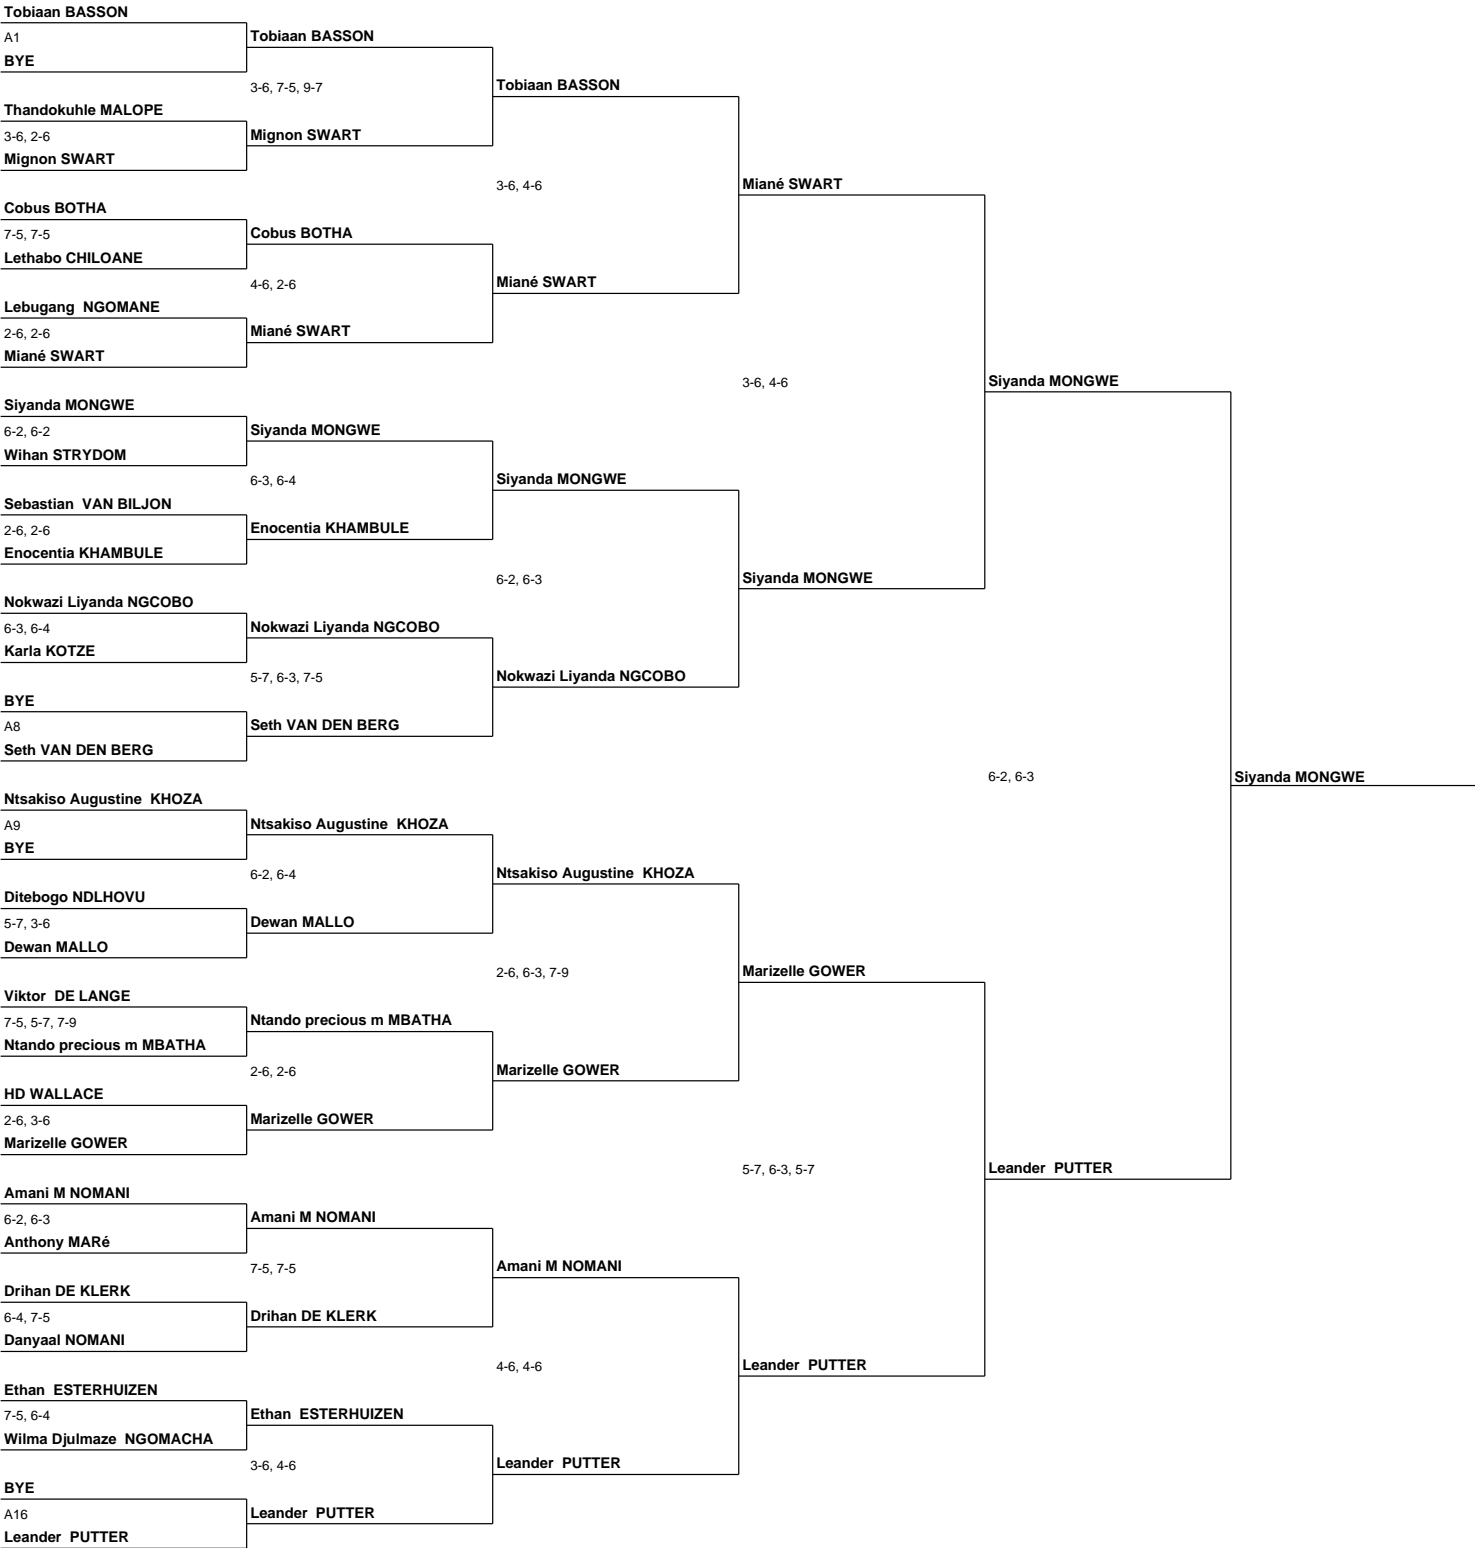 Tobiaan BASSON
A1
BYE
Thandokuhle MALOPE
3-6, 2-6
Mignon SWART
Cobus BOTHA
7-5, 7-5
Lethabo CHILOANE
Lebugang  NGOMANE
2-6, 2-6
Miané SWART
Siyanda MONGWE
6-2, 6-2
Wihan STRYDOM
Sebastian  VAN BILJON
2-6, 2-6
Enocentia KHAMBULE
Nokwazi Liyanda NGCOBO
6-3, 6-4
Karla KOTZE
BYE
A8
Seth VAN DEN BERG
Ntsakiso Augustine  KHOZA
A9
BYE
Ditebogo NDLHOVU
5-7, 3-6
Dewan MALLO
Viktor  DE LANGE
7-5, 5-7, 7-9
Ntando precious m MBATHA
HD WALLACE
2-6, 3-6
Marizelle GOWER
Amani M NOMANI
6-2, 6-3
Anthony MARé
Drihan DE KLERK
6-4, 7-5
Danyaal NOMANI
Ethan  ESTERHUIZEN
7-5, 6-4
Wilma Djulmaze  NGOMACHA
BYE
A16
Leander  PUTTER
Tobiaan BASSON
3-6, 7-5, 9-7
Mignon SWART
Cobus BOTHA
4-6, 2-6
Miané SWART
Siyanda MONGWE
6-3, 6-4
Enocentia KHAMBULE
Nokwazi Liyanda NGCOBO
5-7, 6-3, 7-5
Seth VAN DEN BERG
Ntsakiso Augustine  KHOZA
6-2, 6-4
Dewan MALLO
Ntando precious m MBATHA
2-6, 2-6
Marizelle GOWER
Amani M NOMANI
7-5, 7-5
Drihan DE KLERK
Ethan  ESTERHUIZEN
3-6, 4-6
Leander  PUTTER
Tobiaan BASSON
3-6, 4-6
Miané SWART
Siyanda MONGWE
6-2, 6-3
Nokwazi Liyanda NGCOBO
Ntsakiso Augustine  KHOZA
2-6, 6-3, 7-9
Marizelle GOWER
Amani M NOMANI
4-6, 4-6
Leander  PUTTER
Miané SWART
3-6, 4-6
Siyanda MONGWE
Marizelle GOWER
5-7, 6-3, 5-7
Leander  PUTTER
Siyanda MONGWE
6-2, 6-3
Leander  PUTTER
Siyanda MONGWE